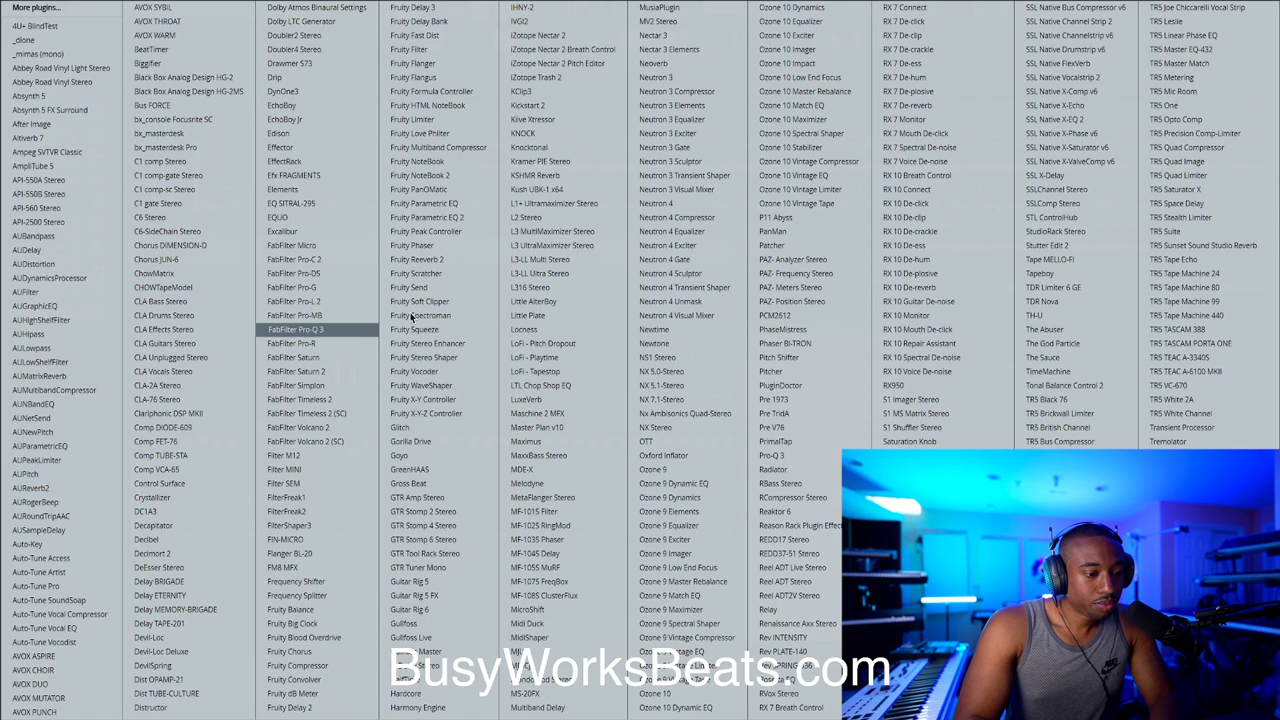 More plugins...
4U+ BlindTest
_dione
_mimas (mono)
Abbey Road Vinyl Light Stereo
Abbey Road Vinyl Stereo
Absynth 5
Absynth 5 FX Surround
After Image
Altiverb 7
Ampeg SVTVR Classic
AmpliTube 5
API-550A Stereo
API-550B Stereo
API-560 Stereo
API-2500 Stereo
AUBandpass
AUDelay
AUDistortion
AUDynamicsProcessor
AUFilter
AUGraphicEQ
AUHighShelfFilter
AUHipass
AULowpass
AULowShelfFilter
AUMatrixReverb
AUMultibandCompressor
AUNBandEQ
AUNetSend
AUNewPitch
AUParametricEQ
AUPeakLimiter
AUPitch
AUReverb2
AURogerBeep
AURoundTripAAC
AUSampleDelay
Auto-Key
Auto-Tune Access
Auto-Tune Artist
Auto-Tune Pro
Auto-Tune SoundSoap
Auto-Tune Vocal Compressor
Auto-Tune Vocal EQ
Auto-Tune Vocodist
AVOX ASPIRE
AVOX CHOIR
AVOX DUO
AVOX MUTATOR
AVOX PUNCH
AVOX SYBIL
AVOX THROAT
AVOX WARM
BeatTimer
Biggifier
Black Box Analog Design HG-2
Black Box Analog Design HG-2MS
Bus FORCE
bx_console Focusrite SC
bx_masterdesk
bx_masterdesk Pro
C1 comp Stereo
C1 comp-gate Stereo
C1 comp-sc Stereo
C1 gate Stereo
C6 Stereo
C6-SideChain Stereo
Chorus DIMENSION-D
Chorus JUN-6
ChowMatrix
CHOWTapeModel
CLA Bass Stereo
CLA Drums Stereo
CLA Effects Stereo
CLA Guitars Stereo
CLA Unplugged Stereo
CLA Vocals Stereo
CLA-2A Stereo
CLA-76 Stereo
Clariphonic DSP MKII
Comp DIODE-609
Comp FET-76
Comp TUBE-STA
Comp VCA-65
Control Surface
Crystallizer
DC1A3
Decapitator
Decibel
Decimort 2
DeEsser Stereo
Delay BRIGADE
Delay ETERNITY
Delay MEMORY-BRIGADE
Delay TAPE-201
Devil-Loc
Devil-Loc Deluxe
DevilSpring
Dist OPAMP-21
Dist TUBE-CULTURE
Distructor
Dolby Atmos Binaural Settings
Dolby LTC Generator
Doubler2 Stereo
Doubler4 Stereo
Drawmer S73
Drip
DynOne3
EchoBoy
EchoBoy Jr
Edison
Effector
EffectRack
Efx FRAGMENTS
Elements
EQ SITRAL-295
EQUO
Excalibur
FabFilter Micro
FabFilter Pro-C 2
FabFilter Pro-DS
FabFilter Pro-G
FabFilter Pro-L 2
FabFilter Pro-MB
FabFilter Pro-Q 3
FabFilter Pro-R
FabFilter Saturn
FabFilter Saturn 2
FabFilter Simplon
FabFilter Timeless 2
FabFilter Timeless 2 (SC)
FabFilter Volcano 2
FabFilter Volcano 2 (SC)
Filter M12
Filter MINI
Filter SEM
FilterFreak1
FilterFreak2
FilterShaper3
FIN-MICRO
Flanger BL-20
FM8 MFX
Frequency Shifter
Frequency Splitter
Fruity Balance
Fruity Big Clock
Fruity Blood Overdrive
Fruity Chorus
Fruity Compressor
Fruity Convolver
Fruity dB Meter
Fruity Delay 2
Fruity Delay 3
Fruity Delay Bank
Fruity Fast Dist
Fruity Filter
Fruity Flanger
Fruity Flangus
Fruity Formula Controller
Fruity HTML NoteBook
Fruity Limiter
Fruity Love Philter
Fruity Multiband Compressor
Fruity NoteBook
Fruity NoteBook 2
Fruity PanOMatic
Fruity Parametric EQ
Fruity Parametric EQ 2
Fruity Peak Controller
Fruity Phaser
Fruity Reeverb 2
Fruity Scratcher
Fruity Send
Fruity Soft Clipper
Fruity Spectroman
Fruity Squeeze
Fruity Stereo Enhancer
Fruity Stereo Shaper
Fruity Vocoder
Fruity WaveShaper
Fruity X-Y Controller
Fruity X-Y-Z Controller
Glitch
Gorilla Drive
Goyo
GreenHAAS
Gross Beat
GTR Amp Stereo
GTR Stomp 2 Stereo
GTR Stomp 4 Stereo
GTR Stomp 6 Stereo
GTR Tool Rack Stereo
GTR Tuner Mono
Guitar Rig 5
Guitar Rig 5 FX
Guitar Rig 6
Gullfoss
Gullfoss Live
Master
Stereo
Hardcore
Harmony Engine
IHNY-2
IVGI2
iZotope Nectar 2
iZotope Nectar 2 Breath Control
iZotope Nectar 2 Pitch Editor
iZotope Trash 2
KClip3
Kickstart 2
Kiive Xtressor
KNOCK
Knocktonal
Kramer PIE Stereo
KSHMR Reverb
Kush UBK-1 x64
L1+ Ultramaximizer Stereo
L2 Stereo
L3 MultiMaximizer Stereo
L3 UltraMaximizer Stereo
L3-LL Multi Stereo
L3-LL Ultra Stereo
L316 Stereo
Little AlterBoy
Little Plate
Locness
LoFi - Pitch Dropout
LoFi - Playtime
LoFi - Tapestop
LTL Chop Shop EQ
LuxeVerb
Maschine 2 MFX
Master Plan v10
Maximus
MaxxBass Stereo
MDE-X
Melodyne
MetaFlanger Stereo
MF-101S Filter
MF-102S RingMod
MF-103S Phaser
MF-104S Delay
MF-105S MuRF
MF-107S FreqBox
MF-108S ClusterFlux
MicroShift
Midi Duck
MidiShaper
MS-20FX
Multiband Delay
MusiaPlugin
MV2 Stereo
Nectar 3
Nectar 3 Elements
Neoverb
Neutron 3
Neutron 3 Compressor
Neutron 3 Elements
Neutron 3 Equalizer
Neutron 3 Exciter
Neutron 3 Gate
Neutron 3 Sculptor
Neutron 3 Transient Shaper
Neutron 3 Visual Mixer
Neutron 4
Neutron 4 Compressor
Neutron 4 Equalizer
Neutron 4 Exciter
Neutron 4 Gate
Neutron 4 Sculptor
Neutron 4 Transient Shaper
Neutron 4 Unmask
Neutron 4 Visual Mixer
Newtime
Newtone
NS1 Stereo
NX 5.0-Stereo
NX 5.1-Stereo
NX 7.1-Stereo
Nx Ambisonics Quad-Stereo
NX Stereo
OTT
Oxford Inflator
Ozone 9
Ozone 9 Dynamic EQ
Ozone 9 Dynamics
Ozone 9 Elements
Ozone 9 Equalizer
Ozone 9 Exciter
Ozone 9 Imager
Ozone 9 Low End Focus
Ozone 9 Master Rebalance
Ozone 9 Match EQ
Ozone 9 Maximizer
Ozone 9 Spectral Shaper
Ozone 9 Vintage Compressor
Ozone 10
Ozone 10 Dynamic EQ
Ozone 10 Dynamics
Ozone 10 Equalizer
Ozone 10 Exciter
Ozone 10 Imager
Ozone 10 Impact
Ozone 10 Low End Focus
Ozone 10 Master Rebalance
Ozone 10 Match EQ
Ozone 10 Maximizer
Ozone 10 Spectral Shaper
Ozone 10 Stabilizer
Ozone 10 Vintage Compressor
Ozone 10 Vintage EQ
Ozone 10 Vintage Limiter
Ozone 10 Vintage Tape
P11 Abyss
PanMan
Patcher
PAZ- Analyzer Stereo
PAZ- Frequency Stereo
PAZ- Meters Stereo
PAZ- Position Stereo
PCM2612
PhaseMistress
Phaser BI-TRON
Pitch Shifter
Pitcher
PluginDoctor
Pre 1973
Pre TridA
Pre V76
PrimalTap
Pro-Q 3
Radiator
RBass Stereo
RCompressor Stereo
Reaktor 6
Reason Rack Plugin Effect
REDD17 Stereo
REDD37-51 Stereo
Reel ADT Live Stereo
Reel ADT Stereo
Reel ADT2V Stereo
Relay
Renaissance Axx Stereo
Rev INTENSITY
Rev PLATE-140
RVox Stereo
RX 7 Breath Control
RX 7 Connect
RX 7 De-click
RX 7 De-clip
RX 7 De-crackle
RX 7 De-ess
RX 7 De-hum
RX 7 De-plosive
RX 7 De-reverb
RX 7 Monitor
RX 7 Mouth De-click
RX 7 Spectral De-noise
RX 7 Voice De-noise
RX 10 Breath Control
RX 10 Connect
RX 10 De-click
RX 10 De-clip
RX 10 De-crackle
RX 10 De-ess
RX 10 De-hum
RX 10 De-plosive
RX 10 De-reverb
RX 10 Guitar De-noise
RX 10 Monitor
RX 10 Mouth De-click
RX 10 Repair Assistant
RX 10 Spectral De-noise
RX 10 Voice De-noise
RX950
S1 Imager Stereo
S1 MS Matrix Stereo
S1 Shuffler Stereo
Saturation Knob
SSL Native Bus Compressor v6
SSL Native Channel Strip 2
SSL Native Channelstrip v6
SSL Native Drumstrip v6
SSL Native FlexVerb
SSL Native Vocalstrip 2
SSL Native X-Comp v6
SSL Native X-Echo
SSL Native X-EQ 2
SSL Native X-Phase v6
SSL Native X-Saturator v6
SSL Native X-ValveComp v6
SSL X-Delay
SSLChannel Stereo
SSLComp Stereo
STL ControlHub
StudioRack Stereo
Stutter Edit 2
Tape MELLO-FI
Tapeboy
TDR Limiter 6 GE
TDR Nova
TH-U
The Abuser
The God Particle
The Sauce
TimeMachine
Tonal Balance Control 2
TR5 Black 76
TR5 Brickwall Limiter
TR5 British Channel
TR5 Bus Compressor
TR5 Joe Chiccarelli Vocal Strip
TR5 Leslie
TR5 Linear Phase EQ
TR5 Master EQ-432
TR5 Master Match
TR5 Metering
TR5 Mic Room
TR5 One
TR5 Opto Comp
TR5 Precision Comp-Limiter
TR5 Quad Compressor
TR5 Quad Image
TR5 Quad Limiter
TR5 Saturator X
TR5 Space Delay
TR5 Stealth Limiter
TR5 Suite
TR5 Sunset Sound Studio Reverb
TR5 Tape Echo
TR5 Tape Machine 24
TR5 Tape Machine 80
TR5 Tape Machine 99
TR5 Tape Machine 440
TR5 TASCAM 388
TR5 TASCAM PORTA ONE
TR5 TEAC A-3340S
TR5 TEAC A-6100 MKII
TR5 VC-670
TR5 White 2A
TR5 White Channel
Transient Processor
Tremolator
BusyWorksBeats.com